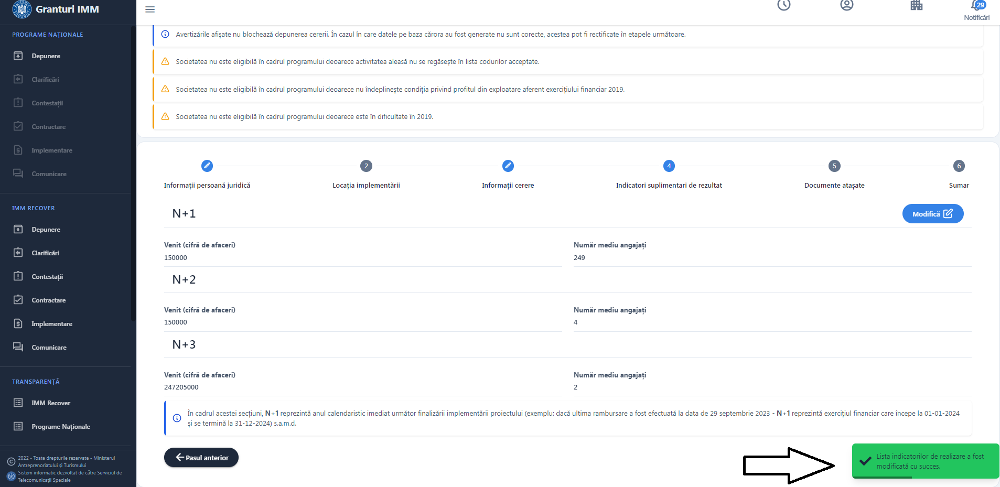 Granturi IMM
29
Notificări
PROGRAME NAȚIONALE
Depunere
Clarificări
Contestații
Contractare
Implementare
Comunicare
IMM RECOVER
Depunere
Clarificări
Contestații
Contractare
Implementare
Comunicare
TRANSPARENȚĂ
IMM Recover
Programe Naționale
2022 - Toate drepturile rezervate - Ministerul
Antreprenoriatului și Turismului
Sistem informatic dezvoltat de către Serviciul de
Telecomunicații Speciale
Avertizările afișate nu blochează depunerea cererii. În cazul în care datele pe baza cărora au fost generate nu sunt corecte, acestea pot fi rectificate în etapele următoare.
Societatea nu este eligibilă în cadrul programului deoarece activitatea aleasă nu se regăsește în lista codurilor acceptate.
Societatea nu este eligibilă în cadrul programului deoarece nu îndeplinește condiția privind profitul din exploatare aferent exercițiului financiar 2019.
Societatea nu este eligibilă în cadrul programului deoarece este în dificultate în 2019.
2 4 5 6
Informații persoană juridică Locația implementării Informații cerere Indicatori suplimentari de rezultat Documente atașate Sumar
N+1 Modifică
Venit (cifră de afaceri) Număr mediu angajați
150000 249
N+2
Venit (cifră de afaceri) Număr mediu angajați
150000 4
N+3
Venit (cifră de afaceri) Număr mediu angajați
247205000 2
În cadrul acestei secțiuni, N+1 reprezintă anul calendaristic imediat următor finalizării implementării proiectului (exemplu: dacă ultima rambursare a fost efectuată la data de 29 septembrie 2023 - N+1 reprezintă exercițiul financiar care începe la 01-01-2024
și se termină la 31-12-2024) s.a.m.d.
Pasul anterior
Lista indicatorilor de realizare a fost
modificată cu succes.